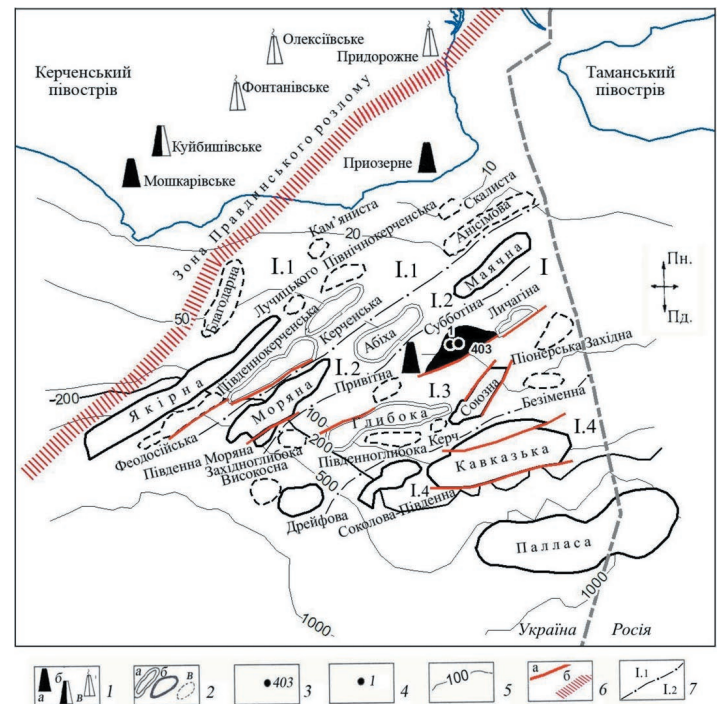 Олексіївське
Придорожне
Керченський
півострів
Таманський
півострів
Фонтанівське
Зона Правдинського розлому
Куйбишівське
Мошкарівське
Приозерне
10
Скалиста
Анісімова
Кам’яниста
Північнокерченська
20
І.1
І.1
І
Пн.
Пд.
Маячна
Благодарна
Лучицького
Керченська
І.2
Субботіна
Личагіна
50
Південнокерченська
Абіха
1
403
-200
Якірна
І.2
Привітна
Піонерська Західна
Моряна
І.3
Союзна
100
Глибока
Безіменна
Феодосійська
Південна Моряна
Західноглибока
Високосна
200
Південноглибока
Керч
І.4
500
Кавказька
І.4
Дрейфова
Соколова-Південна
Палласа
1000
1000
Україна
Росія
а б в 1
а б в 2
403 3
1 4
100 5
а б 6
І.1 І.2 7